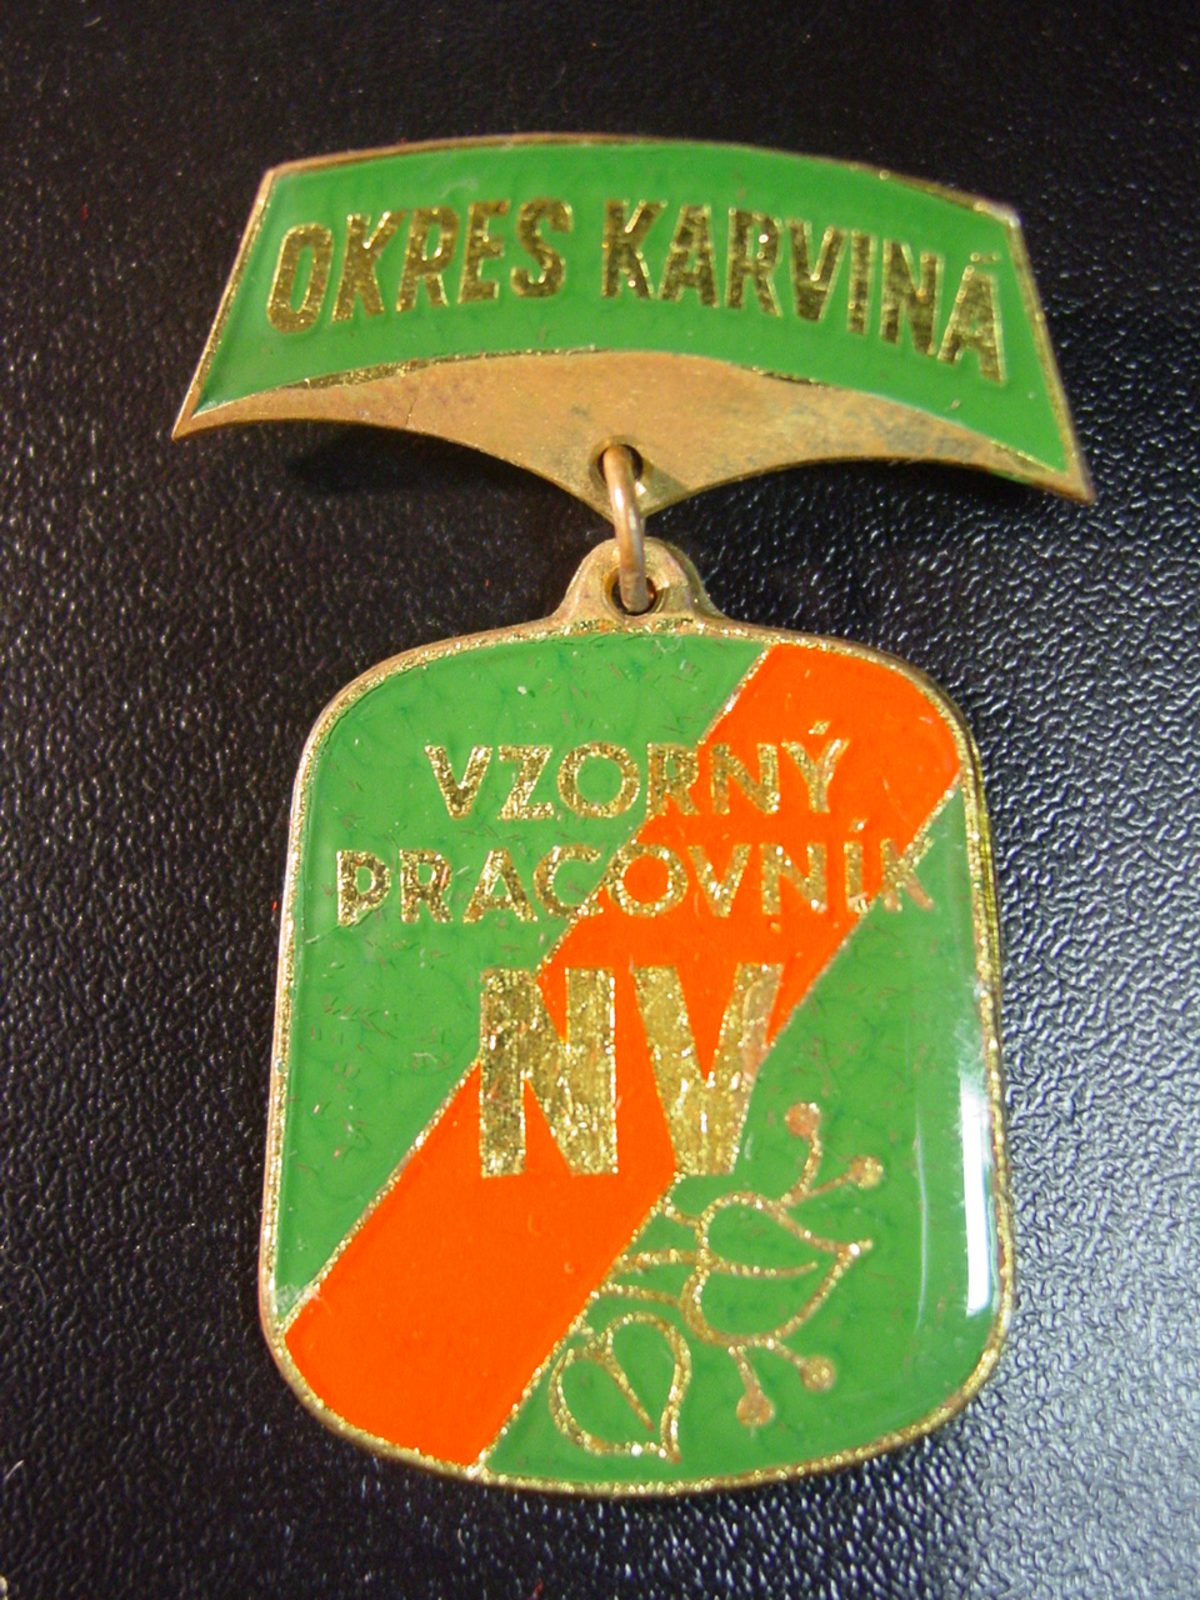 OKRES KARVINÁ
VZORNÝ
PRACOVNÍK
NV